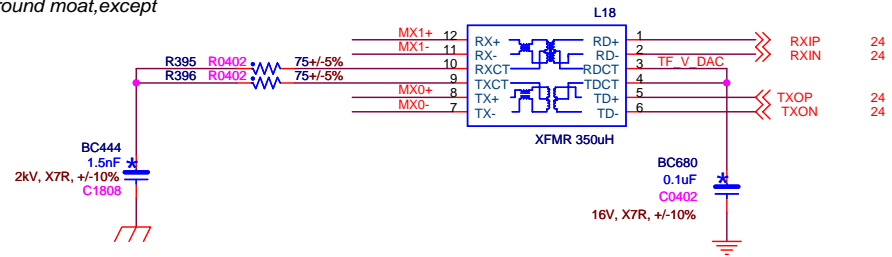 round moat,except
L18
MX1+ 12 RX+ RD+ 1 RXIP 24
MX1- 11 RX- RD- 2 RXIN 24
R395 R0402 75+/-5% 10 RXCT RDCT 3 TF_V_DAC
R396 R0402 75+/-5% 9 TXCT TDCT 4
MX0+ 8 TX+ TD+ 5 TXOP 24
MX0- 7 TX- TD- 6 TXON 24
XFMR 350uH
BC444
1.5nF
2kV, X7R, +/-10%
C1808
BC680
0.1uF
C0402
16V, X7R, +/-10%